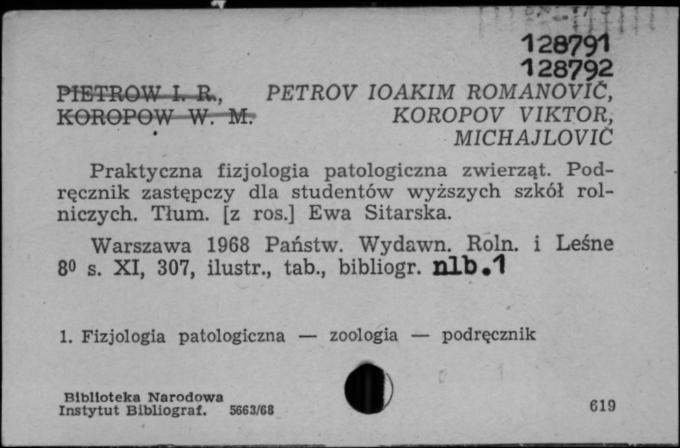 128791
128792
PIETROW I. R., PETROV IOAKIM ROMANOVIČ,
KOROPOW W. M. KOROPOV VIKTOR,
MICHAJLOVIČ
Praktyczna fizjologia patologiczna zwierząt. Pod-
ręcznik zastępczy dla studentów wyższych szkół rol-
niczych. Tłum. [z ros.] Ewa Sitarska.
Warszawa 1968 Państw. Wydawn. Roln. i Leśne
8⁰ s. XI, 307, ilustr., tab., bibliogr. nlb.1
1. Fizjologia patologiczna — zoologia — podręcznik
Biblioteka Narodowa
Instytut Bibliograf. 5663/68
619